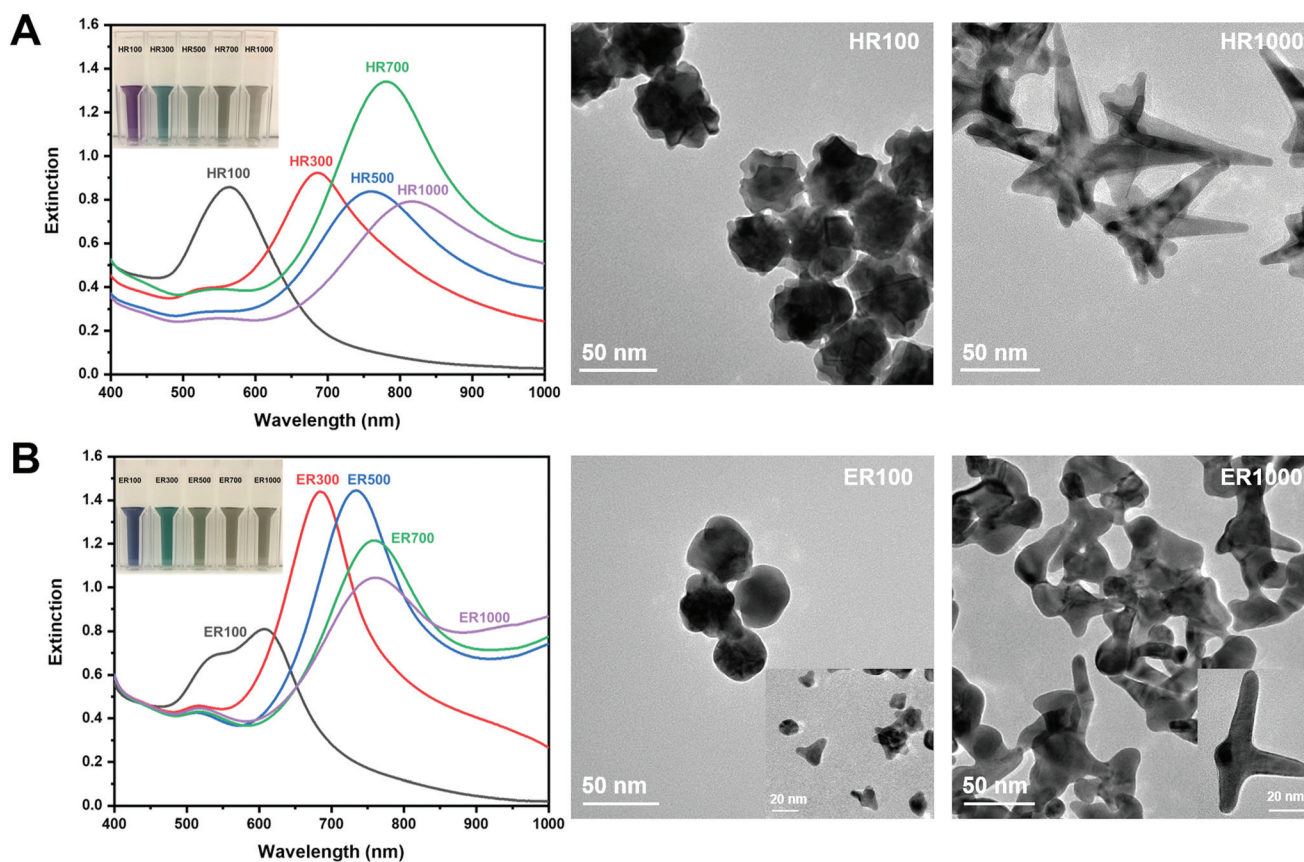 A
1.6
1.4
1.2
1.0
0.8
0.6
0.4
0.2
0.0
Extinction
HR100 HR300 HR500 HR700 HR1000
HR700
HR300
HR100
HR500
HR1000
400 500 600 700 800 900 1000
Wavelength (nm)
HR100
50 nm
HR1000
50 nm
B
1.6
1.4
1.2
1.0
0.8
0.6
0.4
0.2
0.0
Extinction
ER100 ER300 ER500 ER700 ER1000
ER300 ER500
ER700
ER1000
ER100
400 500 600 700 800 900 1000
Wavelength (nm)
ER100
50 nm
20 nm
ER1000
50 nm
20 nm